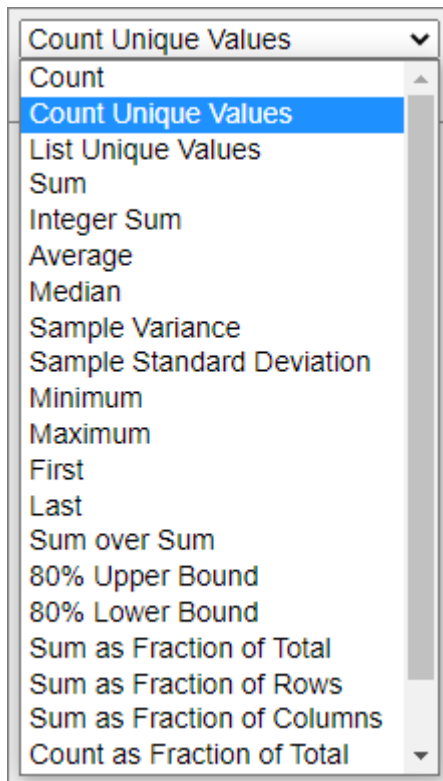 Count Unique Values
Count
Count Unique Values
List Unique Values
Sum
Integer Sum
Average
Median
Sample Variance
Sample Standard Deviation
Minimum
Maximum
First
Last
Sum over Sum
80% Upper Bound
80% Lower Bound
Sum as Fraction of Total
Sum as Fraction of Rows
Sum as Fraction of Columns
Count as Fraction of Total